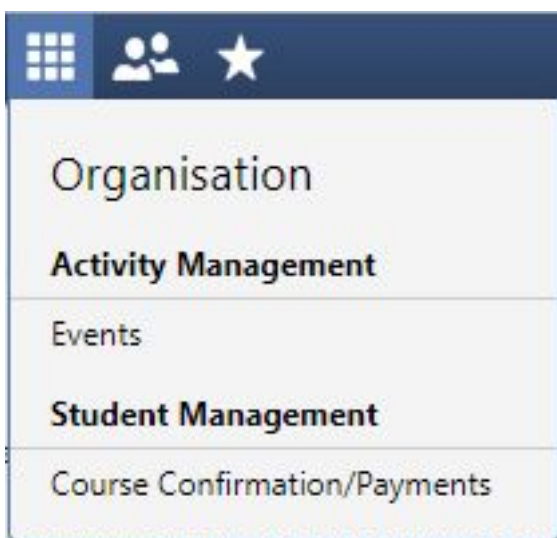 Organisation
Activity Management
Events
Student Management
Course Confirmation/Payments